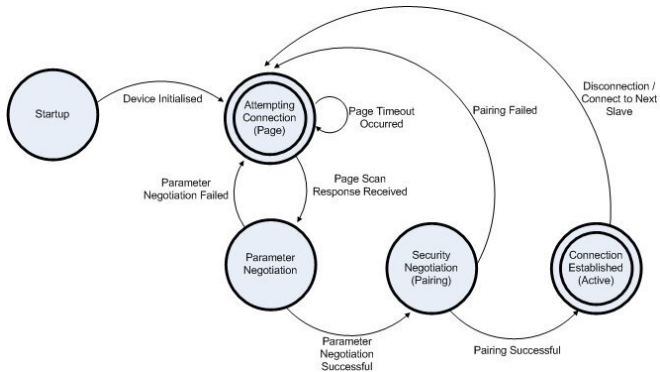 Startup
Device Initialised
Attempting
Connection
(Page)
Page Timeout
Occurred
Pairing Failed
Disconnection /
Connect to Next
Slave
Parameter
Negotiation Failed
Page Scan
Response Received
Parameter
Negotiation
Security
Negotiation
(Pairing)
Connection
Established
(Active)
Parameter
Negotiation
Successful
Pairing Successful